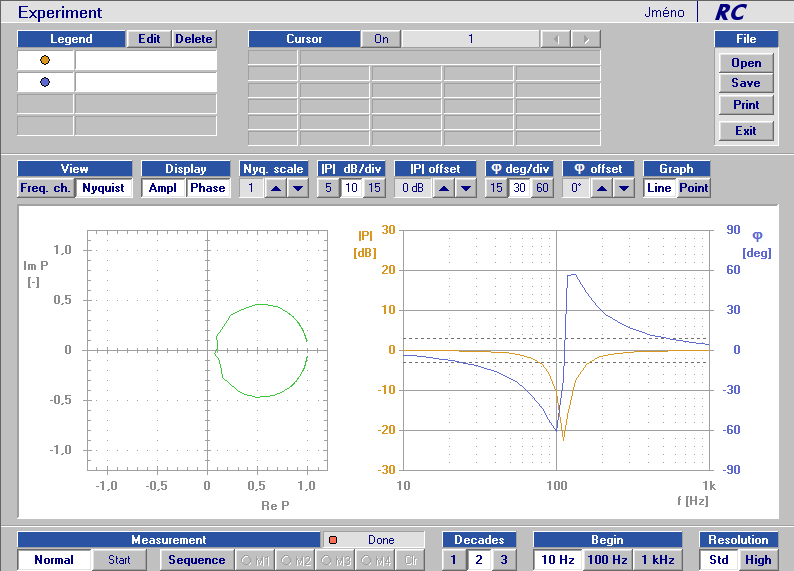 Experiment Jméno RC
Legend Edit Delete Cursor On 1 File
Open
Save
Print
Exit
View Display Nyq. scale |P| dB/div |P| offset φ deg/div φ offset Graph
Freq. ch. Nyquist Ampl Phase 1 5 10 15 0 dB 15 30 60 0° Line Point
Im P
[-]
1,0
0,5
0
-0,5
-1,0
-1,0 -0,5 0 0,5 1,0
Re P
|P|
[dB]
30
20
10
0
-10
-20
-30
10 100 1k
f [Hz]
φ
[deg]
90
60
30
0
-30
-60
-90
Measurement Done Decades Begin Resolution
Normal Start Sequence M1 M2 M3 M4 Clr 1 2 3 10 Hz 100 Hz 1 kHz Std High